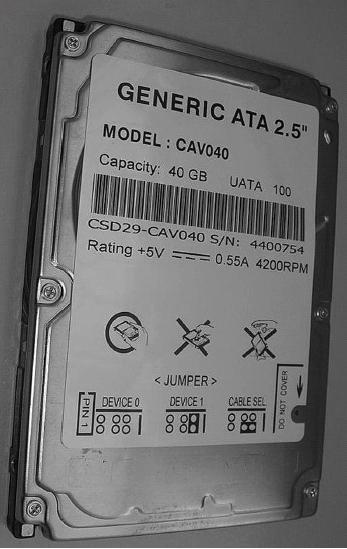 GENERIC ATA 2.5"
MODEL : CAV040
Capacity: 40 GB UATA 100
CSD29-CAV040 S/N: 4400754
Rating +5V 0.55A 4200RPM
< JUMPER >
PIN 1
DEVICE 0 DEVICE 1 CABLE SEL
DO NOT COVER